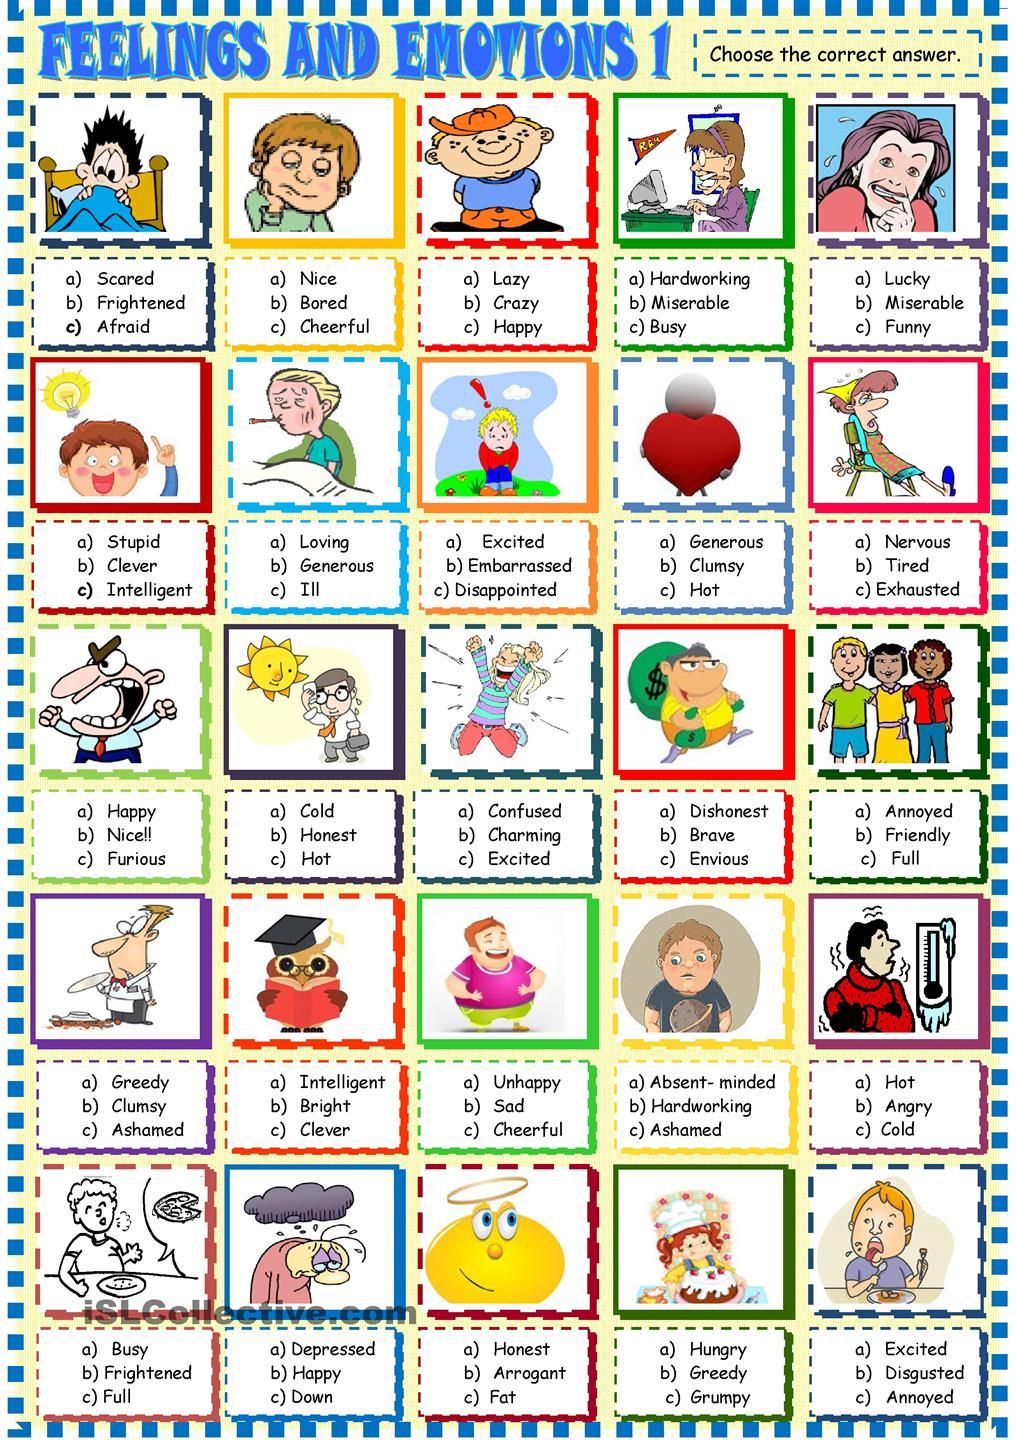 FEELINGS AND EMOTIONS 1
Choose the correct answer.
RAH
a) Scared
b) Frightened
c) Afraid
a) Nice
b) Bored
c) Cheerful
a) Lazy
b) Crazy
c) Happy
a) Hardworking
b) Miserable
c) Busy
a) Lucky
b) Miserable
c) Funny
a) Stupid
b) Clever
c) Intelligent
a) Loving
b) Generous
c) Ill
a) Excited
b) Embarrassed
c) Disappointed
a) Generous
b) Clumsy
c) Hot
a) Nervous
b) Tired
c) Exhausted
$
$
a) Happy
b) Nice!!
c) Furious
a) Cold
b) Honest
c) Hot
a) Confused
b) Charming
c) Excited
a) Dishonest
b) Brave
c) Envious
a) Annoyed
b) Friendly
c) Full
a) Greedy
b) Clumsy
c) Ashamed
a) Intelligent
b) Bright
c) Clever
a) Unhappy
b) Sad
c) Cheerful
a) Absent- minded
b) Hardworking
c) Ashamed
a) Hot
b) Angry
c) Cold
iSLCollective.com
a) Busy
b) Frightened
c) Full
a) Depressed
b) Happy
c) Down
a) Honest
b) Arrogant
c) Fat
a) Hungry
b) Greedy
c) Grumpy
a) Excited
b) Disgusted
c) Annoyed